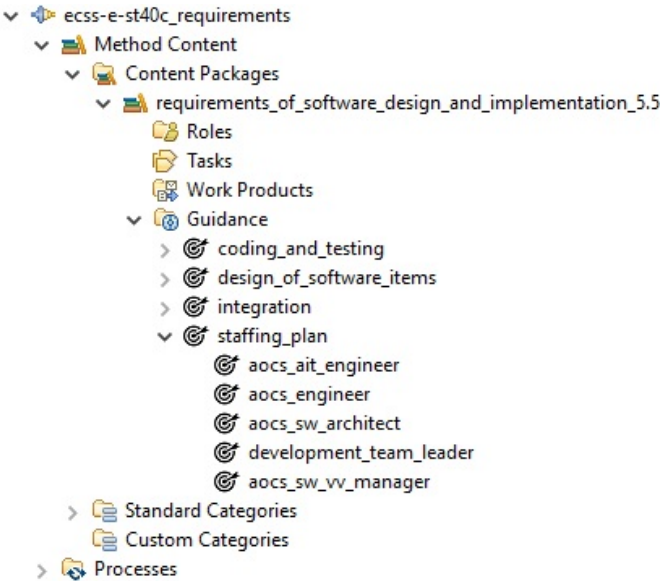 ecss-e-st40c_requirements
Method Content
Content Packages
requirements_of_software_design_and_implementation_5.5
Roles
Tasks
Work Products
Guidance
coding_and_testing
design_of_software_items
integration
staffing_plan
aocs_ait_engineer
aocs_engineer
aocs_sw_architect
development_team_leader
aocs_sw_vv_manager
Standard Categories
Custom Categories
Processes